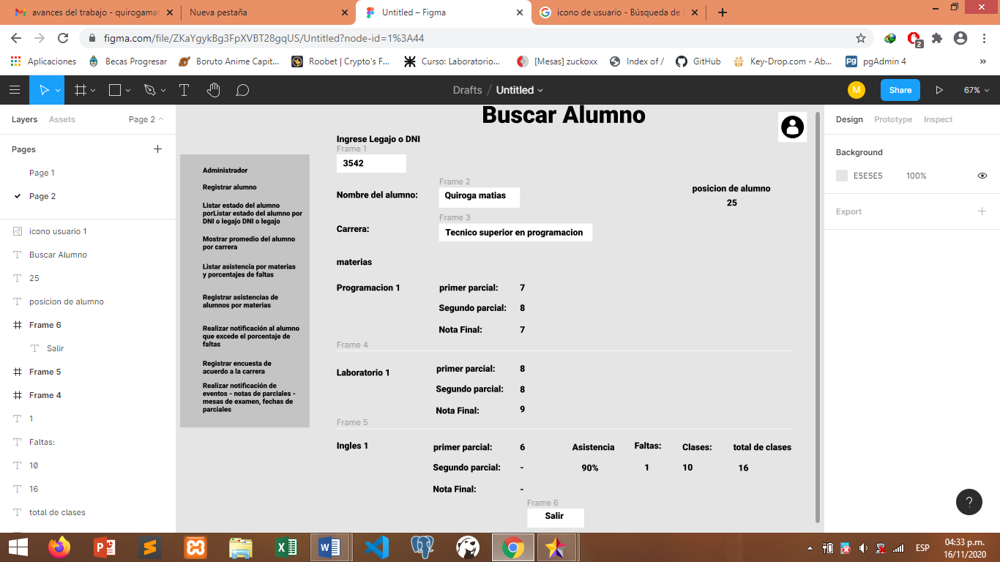 avances del trabajo - quirogamat
Nueva pestaña
Untitled – Figma
icono de usuario - Búsqueda de
figma.com/file/ZKaYgykBg3FpXVBT28gqUS/Untitled?node-id=1%3A44
2
Aplicaciones
Becas Progresar
Boruto Anime Capit...
Roobet | Crypto's F...
Curso: Laboratorio...
[Mesas] zuckoxx
Index of /
GitHub
Key-Drop.com - Ab...
Pg
pgAdmin 4
»
Drafts / Untitled
M
Share
67%
Layers
Assets
Page 2
Pages
Page 1
Page 2
icono usuario 1
Buscar Alumno
25
posicion de alumno
Frame 6
Salir
Frame 5
Frame 4
1
Faltas:
10
16
total de clases
Administrador
Registrar alumno
Listar estado del alumno
porListar estado del alumno por
DNI o legajo DNI o legajo
Mostrar promedio del alumno
por carrera
Listar asistencia por materias
y porcentajes de faltas
Registrar asistencias de
alumnos por materias
Realizar notificación al alumno
que excede el porcentaje de
faltas
Registrar encuesta de
acuerdo a la carrera
Realizar notificación de
eventos - notas de parciales -
mesas de examen, fechas de
parciales
Buscar Alumno
Ingrese Legajo o DNI
Frame 1
3542
Frame 2
Nombre del alumno:
Quiroga matias
posicion de alumno
25
Frame 3
Carrera:
Tecnico superior en programacion
materias
Programacion 1
primer parcial: 7
Segundo parcial: 8
Nota Final: 7
Frame 4
Laboratorio 1
primer parcial: 8
Segundo parcial: 8
Nota Final: 9
Frame 5
Ingles 1
primer parcial: 6
Asistencia
Faltas:
Clases:
total de clases
Segundo parcial: -
90%
1
10
16
Nota Final: -
Frame 6
Salir
Design
Prototype
Inspect
Background
E5E5E5
100%
Export
?
ESP
04:33 p.m.
16/11/2020